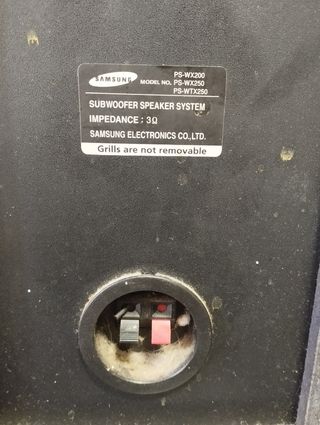 SAMSUNG
PS-WX200
MODEL NO. PS-WX250
PS-WTX250
SUBWOOFER SPEAKER SYSTEM
IMPEDANCE : 3Ω
SAMSUNG ELECTRONICS CO.,LTD.
Grills are not removable